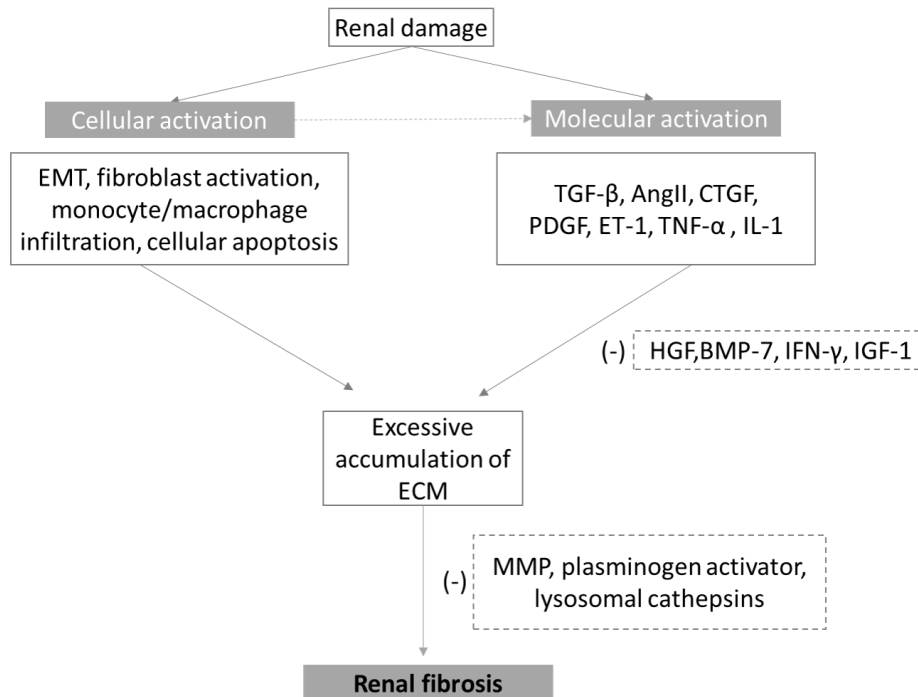 Renal damage
Cellular activation
Molecular activation
EMT, fibroblast activation,
monocyte/macrophage
infiltration, cellular apoptosis
TGF-β, AngII, CTGF,
PDGF, ET-1, TNF-α , IL-1
(-)
HGF,BMP-7, IFN-γ, IGF-1
Excessive
accumulation of
ECM
(-)
MMP, plasminogen activator,
lysosomal cathepsins
Renal fibrosis